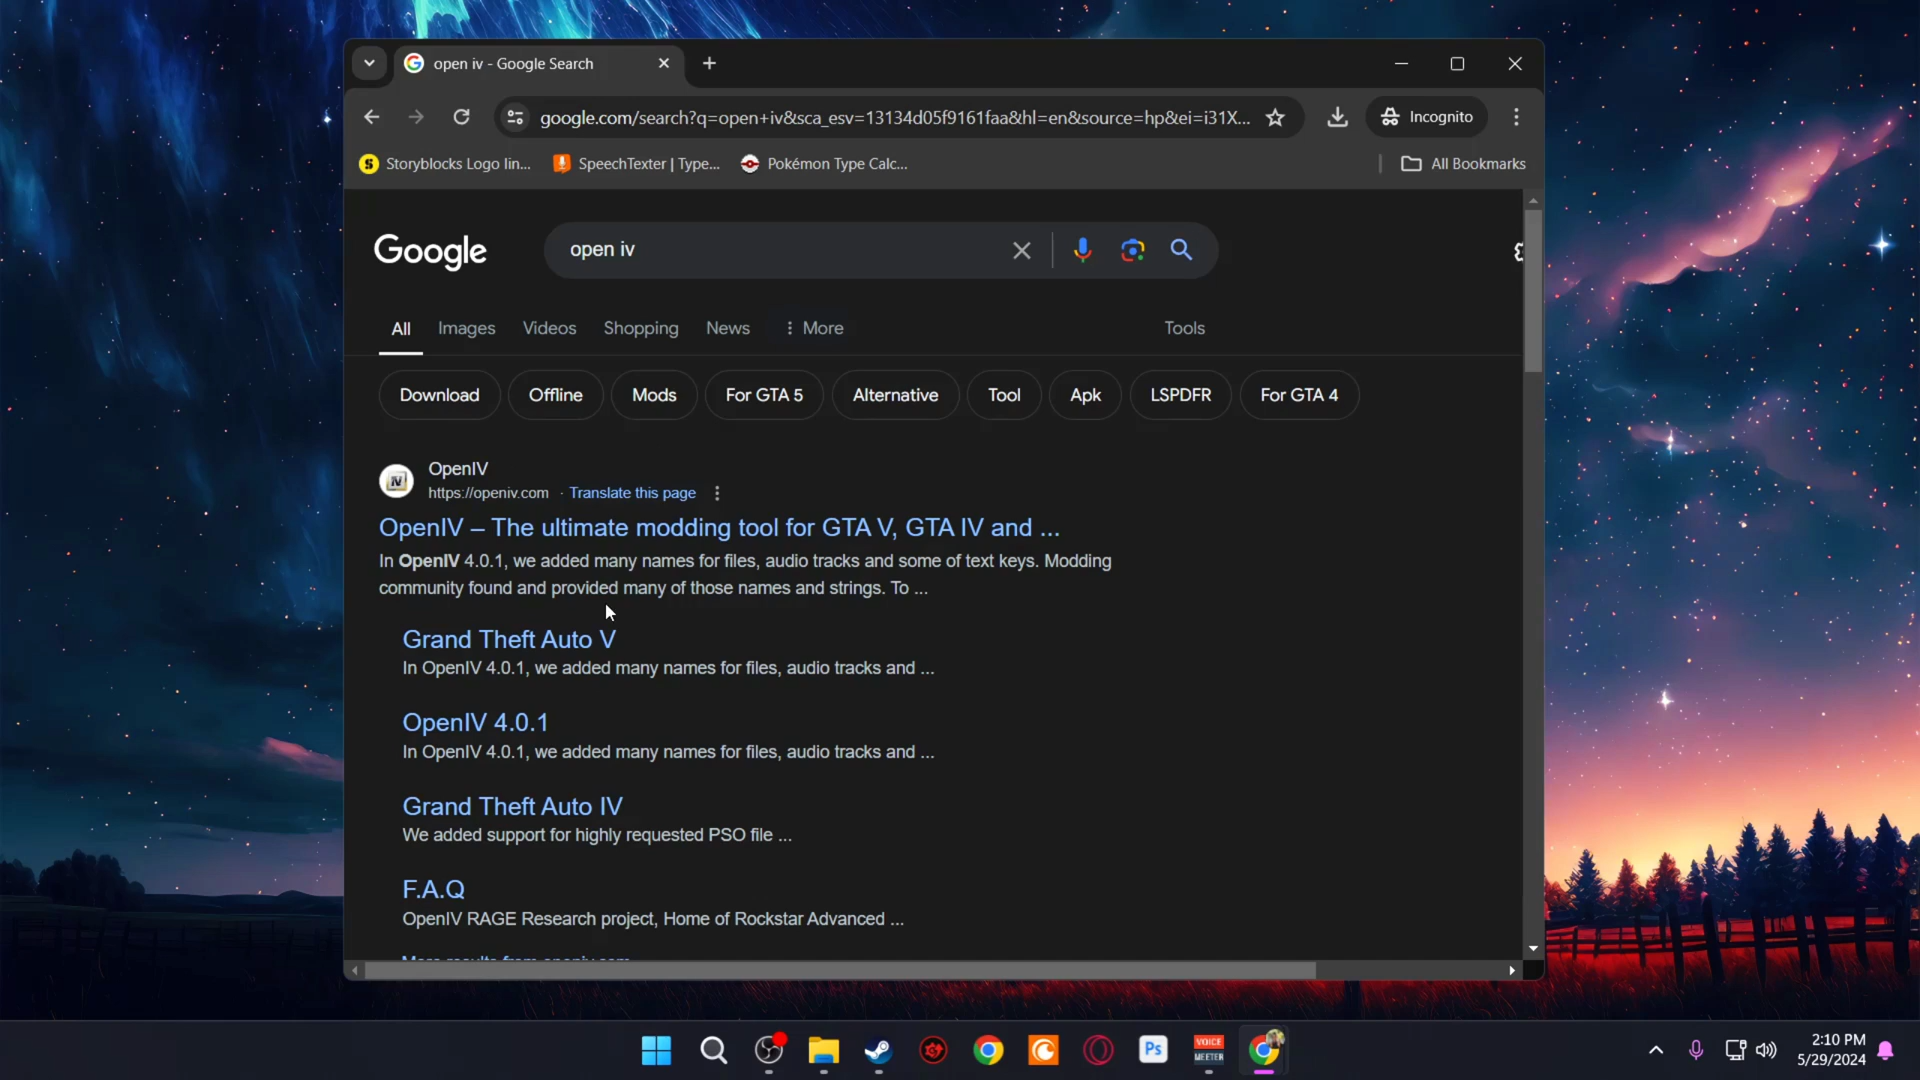 open iv - Google Search
google.com/search?q=open+iv&sca_esv=13134d05f9161faa&hl=en&source=hp&ei=i31X...
Incognito
Storyblocks Logo lin...
SpeechTexter | Type...
Pokémon Type Calc...
All Bookmarks
Google
open iv
All
Images
Videos
Shopping
News
More
Tools
Download
Offline
Mods
For GTA 5
Alternative
Tool
Apk
LSPDFR
For GTA 4
OpenIV
https://openiv.com · Translate this page
OpenIV – The ultimate modding tool for GTA V, GTA IV and ...
In OpenIV 4.0.1, we added many names for files, audio tracks and some of text keys. Modding
community found and provided many of those names and strings. To ...
Grand Theft Auto V
In OpenIV 4.0.1, we added many names for files, audio tracks and ...
OpenIV 4.0.1
In OpenIV 4.0.1, we added many names for files, audio tracks and ...
Grand Theft Auto IV
We added support for highly requested PSO file ...
F.A.Q
OpenIV RAGE Research project, Home of Rockstar Advanced ...
More results from openiv.com
Ps
VOICE
MEETER
2:10 PM
5/29/2024